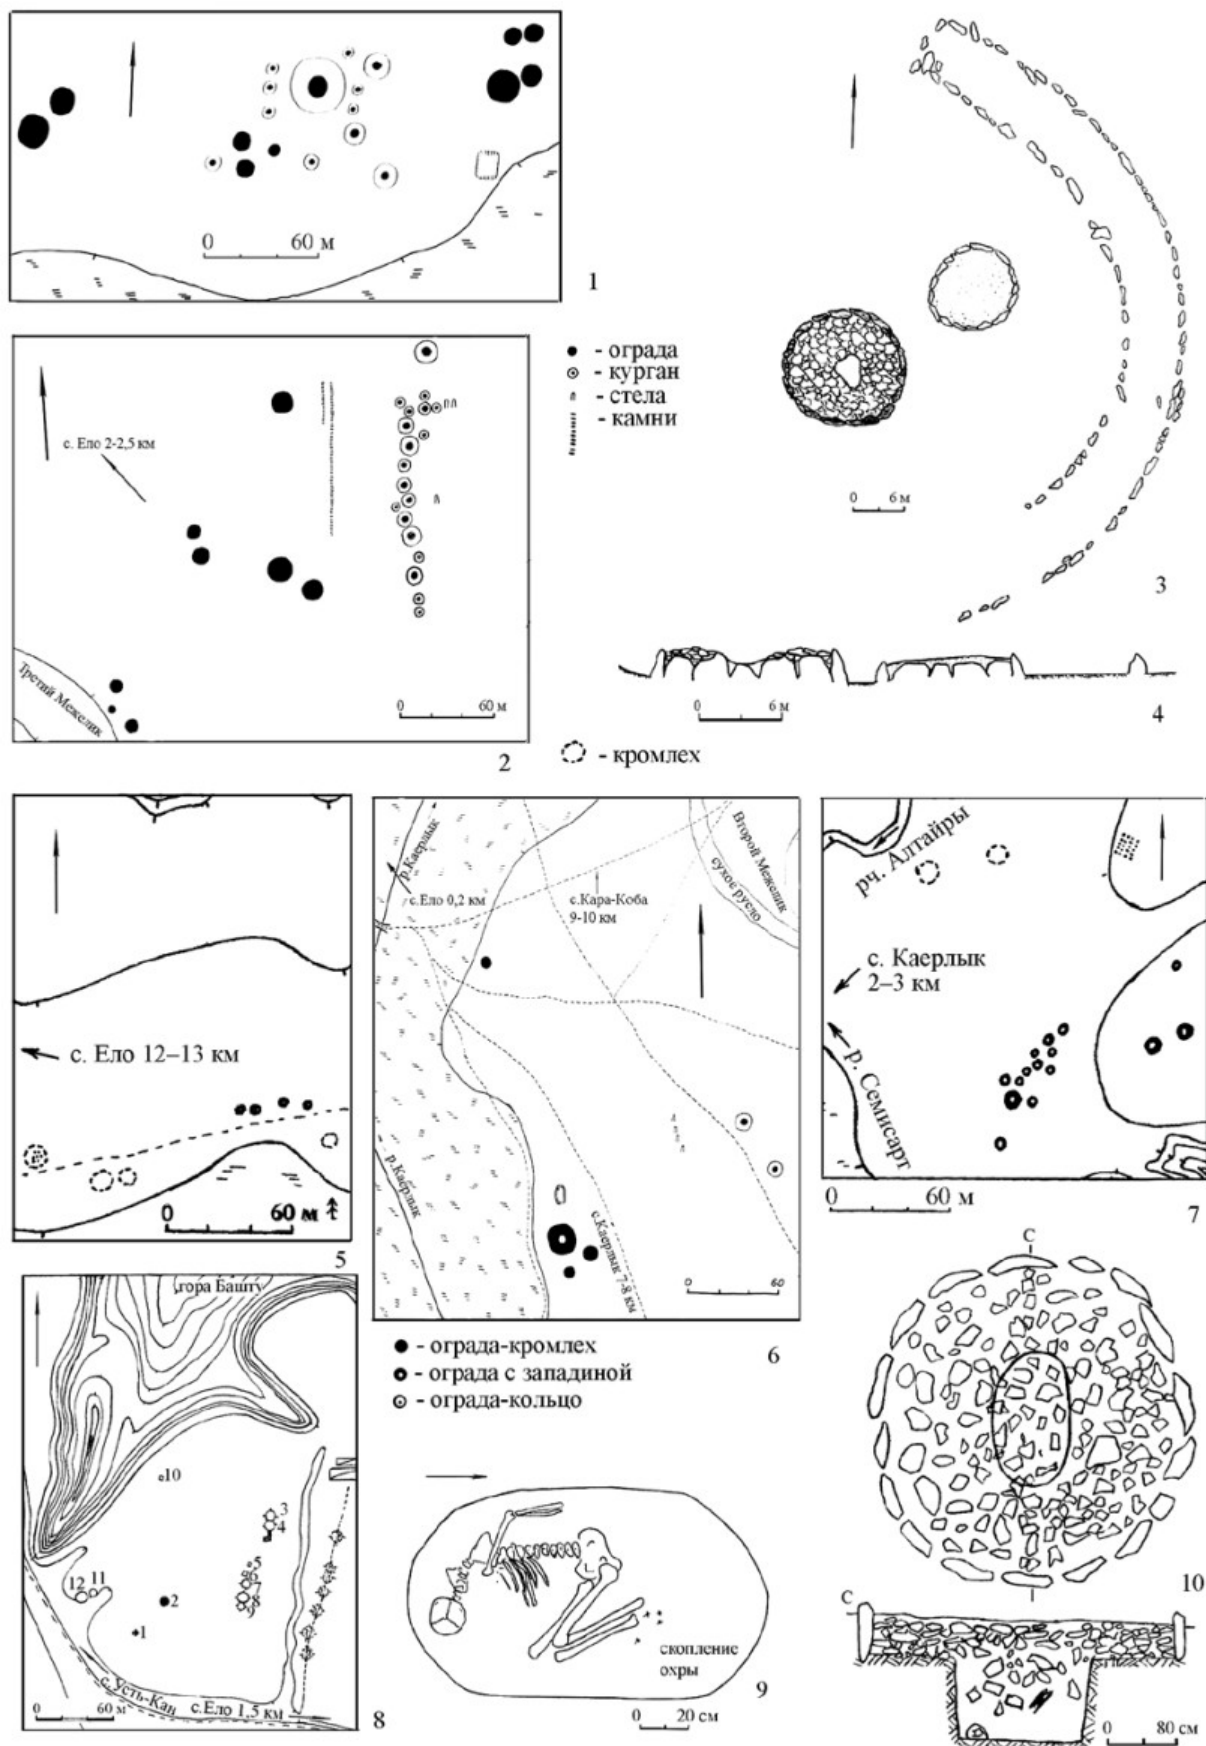 0 60 м
1
- ограда
- курган
- стела
- камни
с. Ело 2-2,5 км
Третий Межелик
0 60 м
2
0 6 м
3
0 6 м
4
- кромлех
с. Ело 12–13 км
0 60 м
5
р.Каерлык
с.Ело 0,2 км
с.Кара-Коба
9-10 км
Второй Межелик
сухое русло
р.Каерлык
с.Каерлык 7-8 км
0 60
6
рч. Алтайры
с. Каерлык
2–3 км
р. Семисарт
0 60 м
7
- ограда-кромлех
- ограда с западиной
- ограда-кольцо
гора Башту
10
3
4
5
6
7
8
9
12
11
2
1
с. Усть-Кан
с.Ело 1,5 км
0 60 м
8
скопление
охры
9
0 20 см
С
10
С
0 80 см